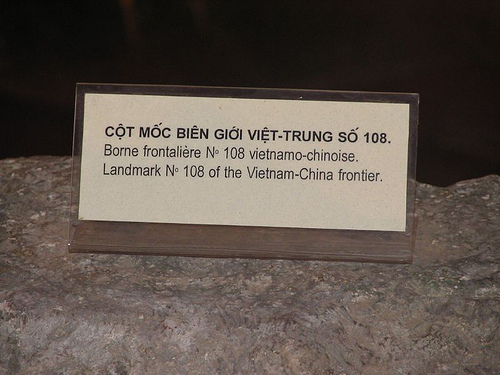 CỘT MỐC BIÊN GIỚI VIỆT-TRUNG SỐ 108.
Borne frontalière Nº 108 vietnamo-chinoise.
Landmark Nº 108 of the Vietnam-China frontier.